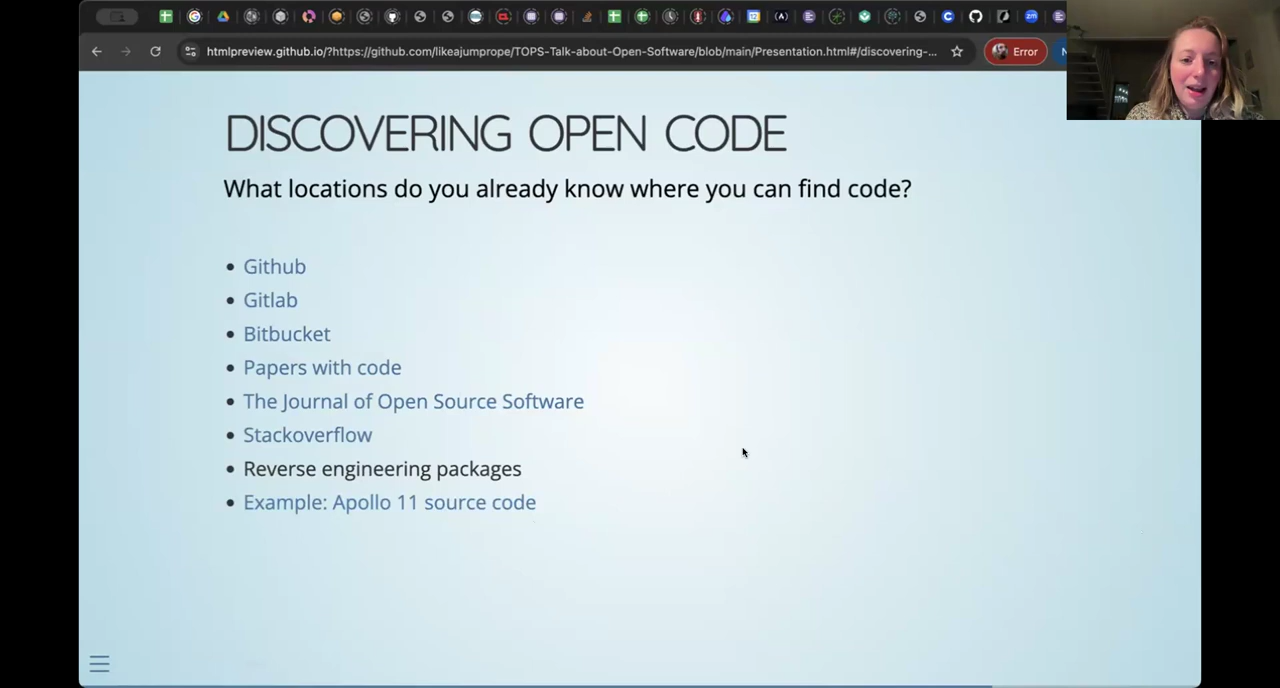 htmlpreview.github.io/?https://github.com/likeajumprope/TOPS-Talk-about-Open-Software/blob/main/Presentation.html#/discovering-...
Error
DISCOVERING OPEN CODE
What locations do you already know where you can find code?
Github
Gitlab
Bitbucket
Papers with code
The Journal of Open Source Software
Stackoverflow
Reverse engineering packages
Example: Apollo 11 source code